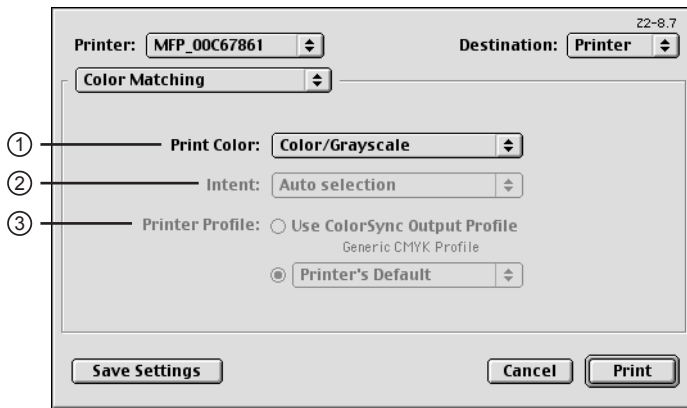 Z2-8.7
Printer: MFP_00C67861 Destination: Printer
Color Matching
① Print Color: Color/Grayscale
② Intent: Auto selection
③ Printer Profile: Use ColorSync Output Profile
Generic CMYK Profile
Printer's Default
Save Settings Cancel Print